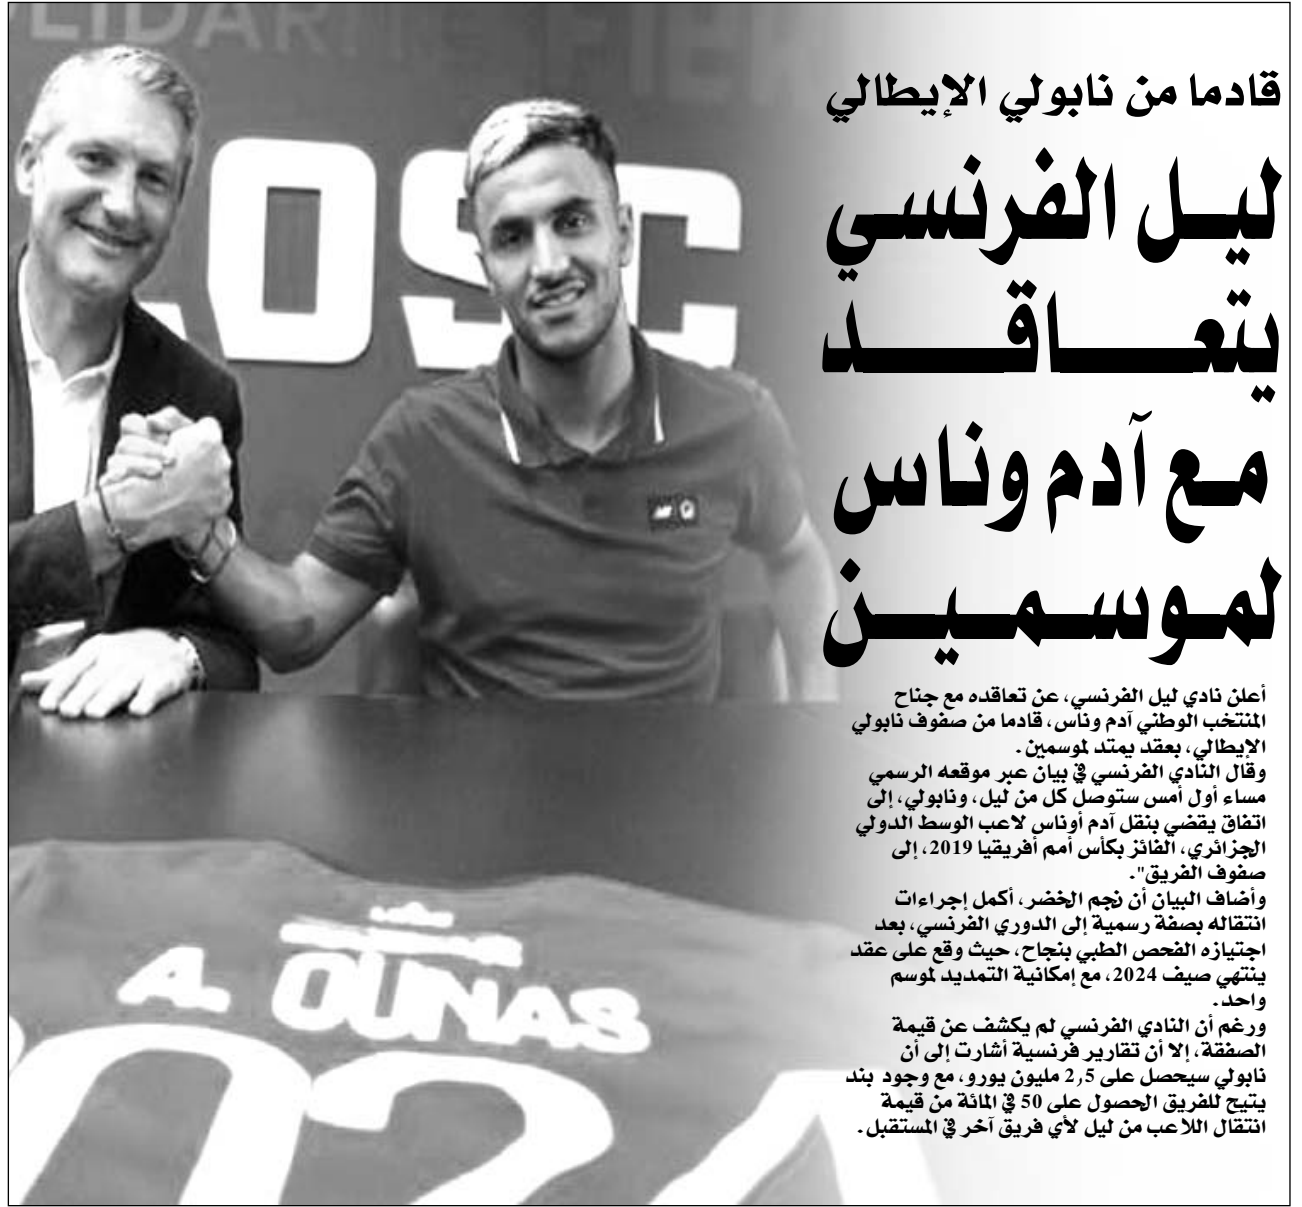 قادما من نابولي الإيطالي
ليل الفرنسي
يتعاقد
مع آدم وناس
لموسمين
أعلن نادي ليل الفرنسي، عن تعاقده مع جناح
المنتخب الوطني آدم وناس، قادما من صفوف نابولي
الإيطالي، بعقد يمتد لموسمين.
وقال النادي الفرنسي في بيان عبر موقعه الرسمي
مساء أول أمس ستوصل كل من ليل، ونابولي، إلى
اتفاق يقضي بنقل آدم أوناس لاعب الوسط الدولي
الجزائري، الفائز بكأس أمم أفريقيا 2019، إلى
صفوف الفريق".
وأضاف البيان أن نجم الخضر، أكمل إجراءات
انتقاله بصفة رسمية إلى الدوري الفرنسي، بعد
اجتيازه الفحص الطبي بنجاح، حيث وقع على عقد
ينتهي صيف 2024، مع إمكانية التمديد لموسم
واحد.
ورغم أن النادي الفرنسي لم يكشف عن قيمة
الصفقة، إلا أن تقارير فرنسية أشارت إلى أن
نابولي سيحصل على 2,5 مليون يورو، مع وجود بند
يتيح للفريق الحصول على 50 في المائة من قيمة
انتقال اللاعب من ليل لأي فريق آخر في المستقبل.
LOSC
A. OUNAS
2024